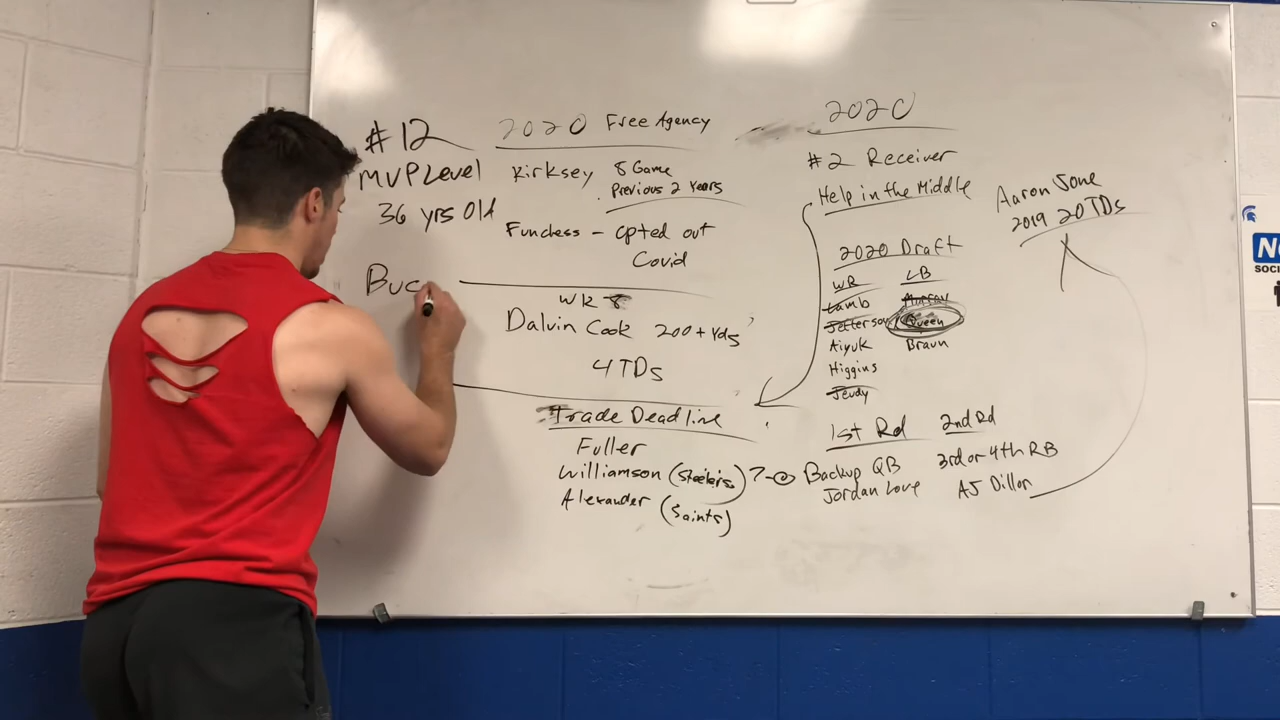 #12
MVP Level
36 yrs Old
Buc
2020 Free Agency
Kirksey 8 Game
Previous 2 Years
Funchess - opted out
Covid
Wk 8
Dalvin Cook 200+ Yds
4 TDs
Trade Deadline
Fuller
Williamson (Steelers) ?
Alexander (Saints)
2020
#2 Receiver
Help in the Middle
2020 Draft
WR LB
Lamb Murray
Jefferson Queen
Aiyuk Braun
Higgins
Jeudy
1st Rd 2nd Rd
Backup QB 3rd or 4th RB
Jordan Love AJ Dillon
Aaron Jone
2019 20 TDs
SOCI